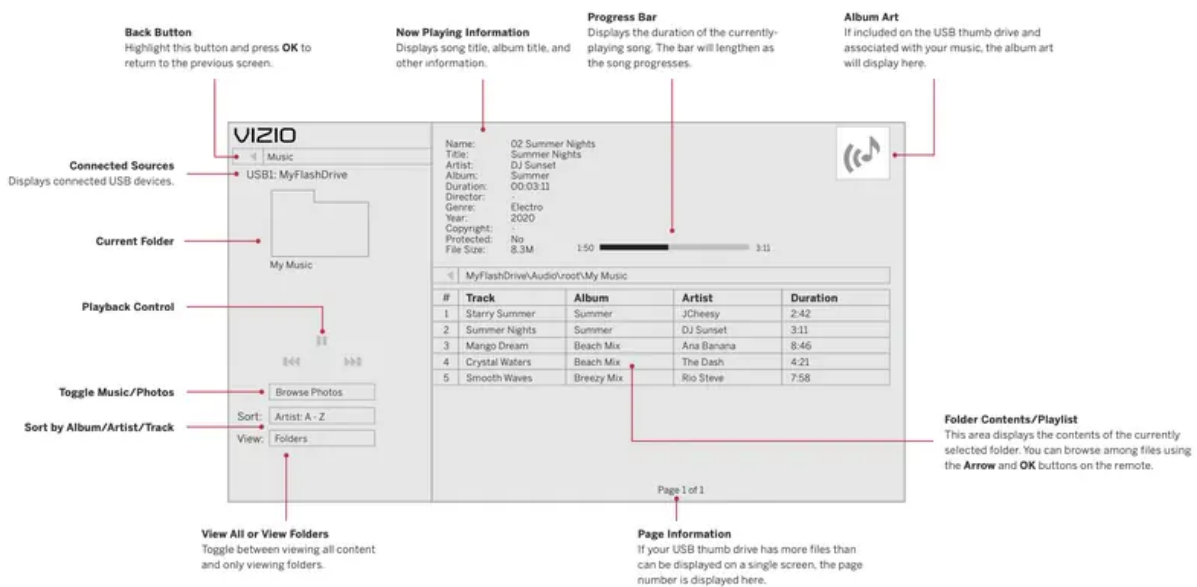 Back Button
Highlight this button and press OK to
return to the previous screen.
Now Playing Information
Displays song title, album title, and
other information.
Progress Bar
Displays the duration of the currently-
playing song. The bar will lengthen as
the song progresses.
Album Art
If included on the USB thumb drive and
associated with your music, the album art
will display here.
Connected Sources
Displays connected USB devices.
Current Folder
Playback Control
Toggle Music/Photos
Sort by Album/Artist/Track
VIZIO
Music
USB1: MyFlashDrive
My Music
Browse Photos
Sort: Artist: A - Z
View: Folders
Name: 02 Summer Nights
Title: Summer Nights
Artist: DJ Sunset
Album: Summer
Duration: 00:03:11
Director: -
Genre: Electro
Year: 2020
Copyright: -
Protected: No
File Size: 8.3M
1:50 3:11
MyFlashDrive\Audio\root\My Music
# Track Album Artist Duration
1 Starry Summer Summer JCheesy 2:42
2 Summer Nights Summer DJ Sunset 3:11
3 Mango Dream Beach Mix Ana Banana 8:46
4 Crystal Waters Beach Mix The Dash 4:21
5 Smooth Waves Breezy Mix Rio Steve 7:58
Page 1 of 1
Folder Contents/Playlist
This area displays the contents of the currently
selected folder. You can browse among files using
the Arrow and OK buttons on the remote.
View All or View Folders
Toggle between viewing all content
and only viewing folders.
Page Information
If your USB thumb drive has more files than
can be displayed on a single screen, the page
number is displayed here.